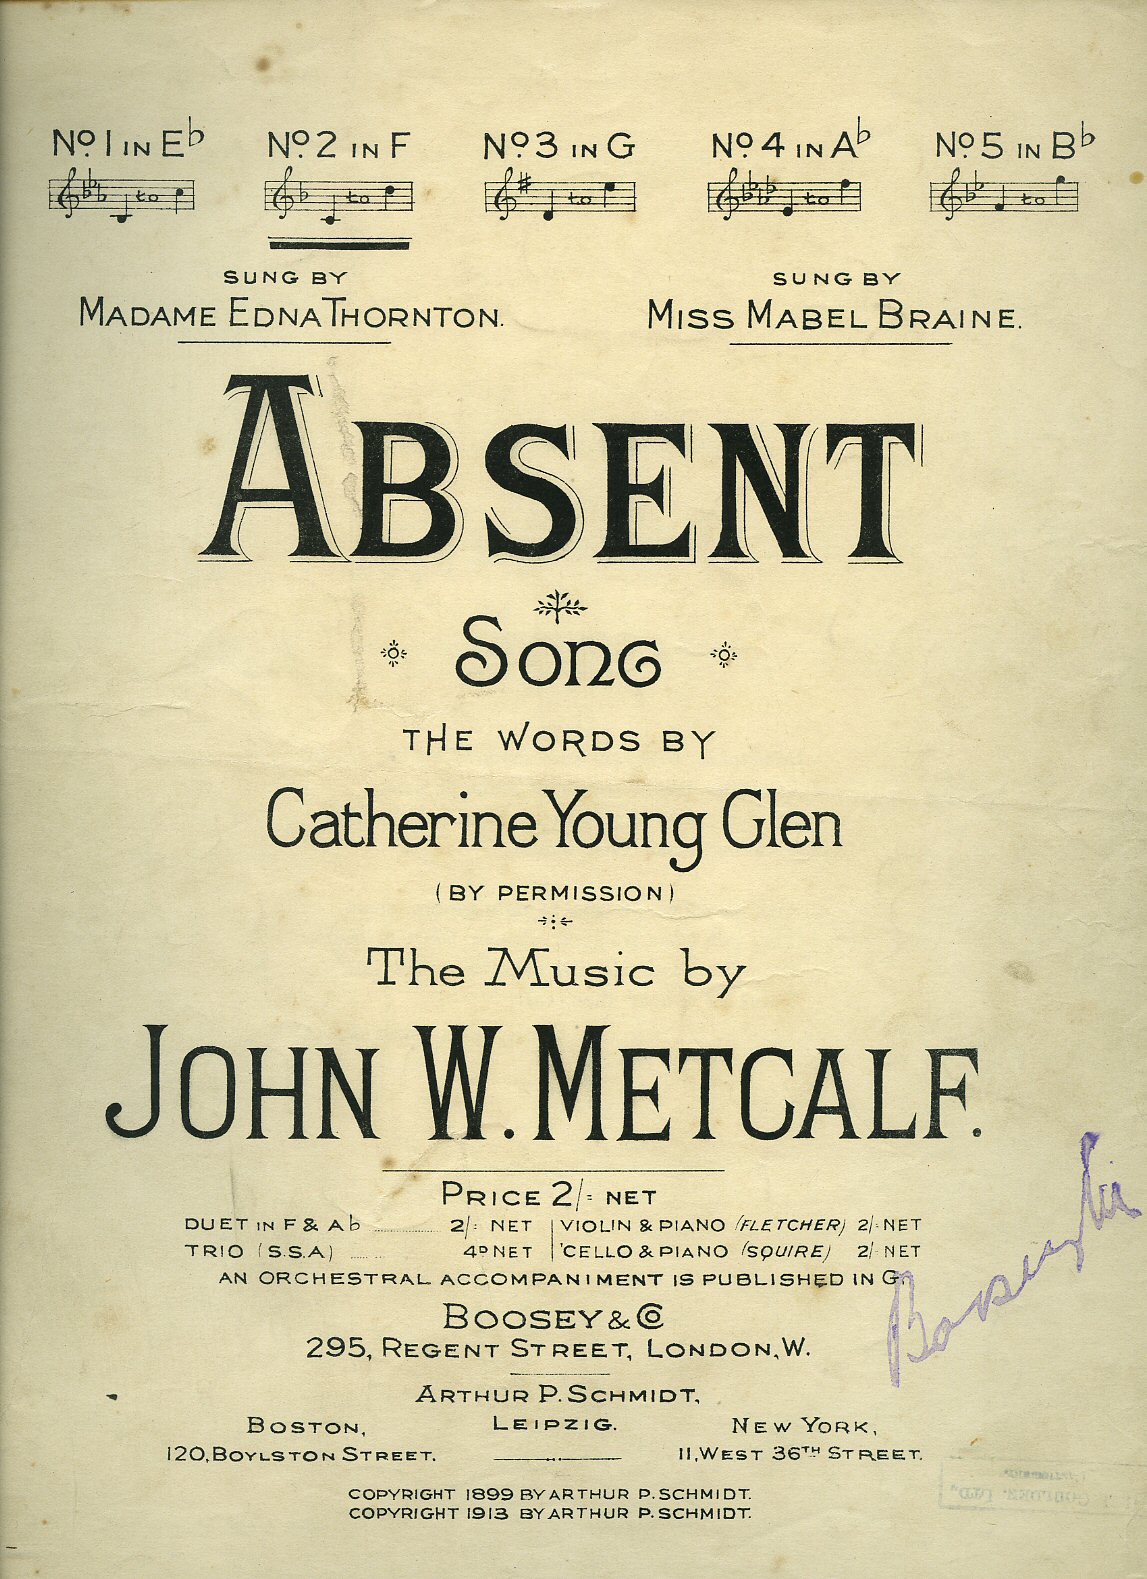 No. 1 IN E♭ No. 2 IN F No. 3 IN G No. 4 IN A♭ No. 5 IN B♭
to to to to to
SUNG BY SUNG BY
MADAME EDNA THORNTON. MISS MABEL BRAINE.
ABSENT
SONG
THE WORDS BY
Catherine Young Glen
(BY PERMISSION)
The Music by
JOHN W. METCALF.
PRICE 2/= NET
DUET IN F & A♭ 2/= NET VIOLIN & PIANO (FLETCHER) 2/= NET
TRIO (S.S.A) 4D NET 'CELLO & PIANO (SQUIRE) 2/- NET
AN ORCHESTRAL ACCOMPANIMENT IS PUBLISHED IN G.
BOOSEY & Co
295, REGENT STREET, LONDON, W.
ARTHUR P. SCHMIDT,
BOSTON, LEIPZIG. NEW YORK,
120, BOYLSTON STREET. 11, WEST 36TH STREET.
COPYRIGHT 1899 BY ARTHUR P. SCHMIDT.
COPYRIGHT 1913 BY ARTHUR P. SCHMIDT.